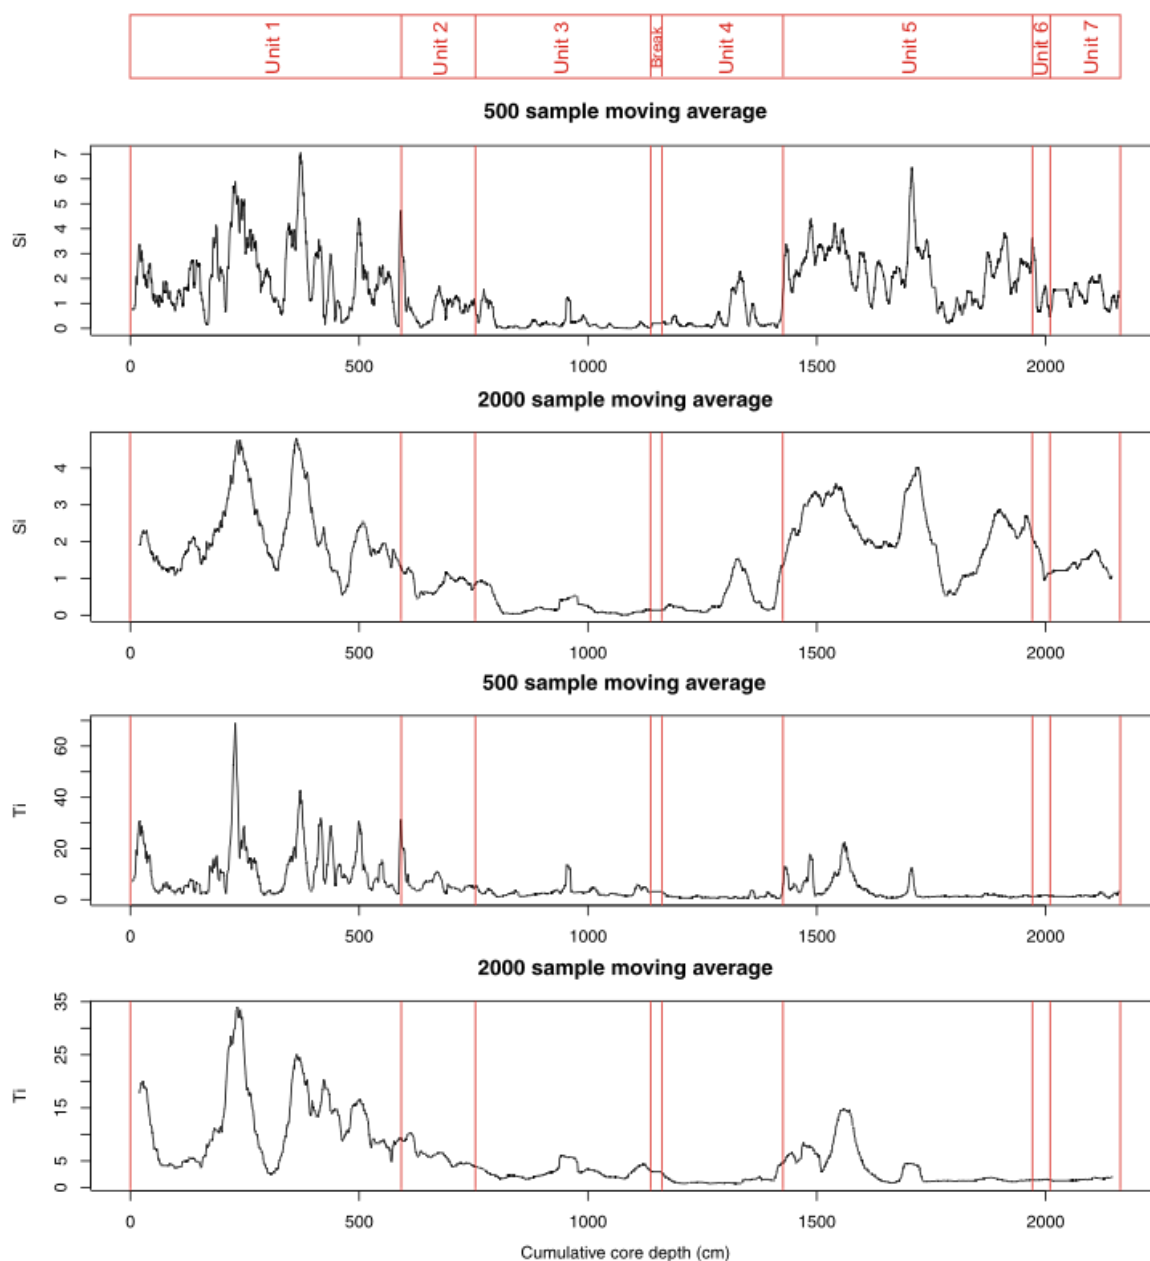 Unit 1
Unit 2
Unit 3
Break
Unit 4
Unit 5
Unit 6
Unit 7
500 sample moving average
Si
7
6
5
4
3
2
1
0
0 500 1000 1500 2000
2000 sample moving average
Si
4
3
2
1
0
0 500 1000 1500 2000
500 sample moving average
Ti
60
40
20
0
0 500 1000 1500 2000
2000 sample moving average
Ti
35
25
15
5
0
0 500 1000 1500 2000
Cumulative core depth (cm)